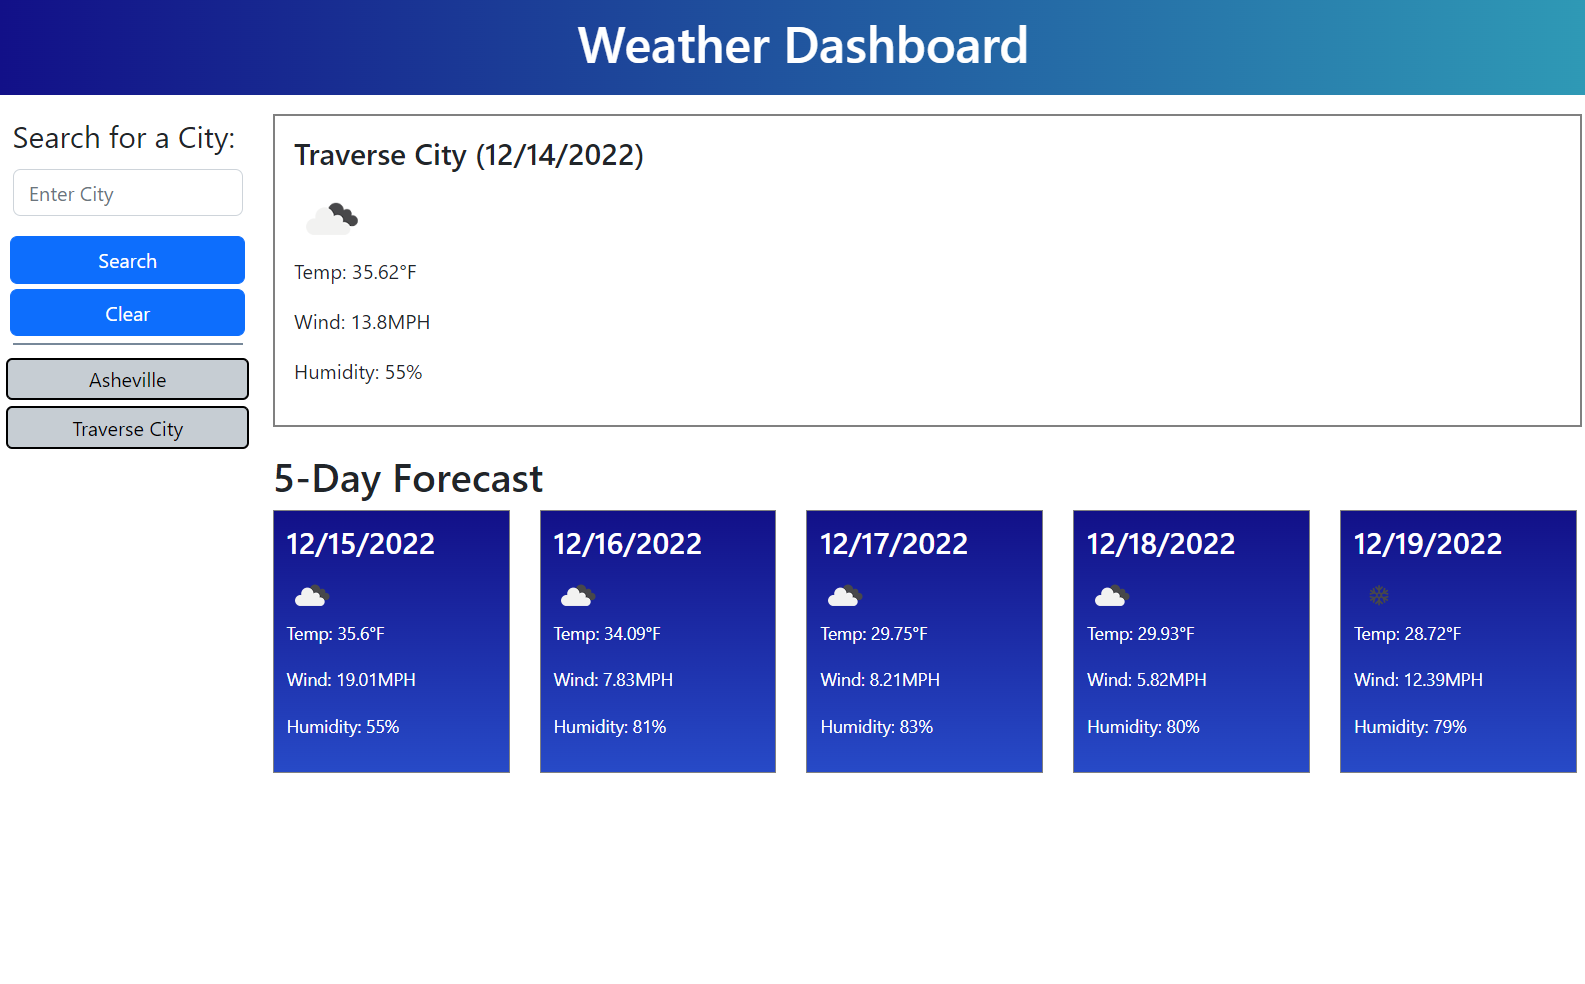 Weather Dashboard
Search for a City:
Enter City
Search
Clear
Asheville
Traverse City
Traverse City (12/14/2022)
Temp: 35.62°F
Wind: 13.8MPH
Humidity: 55%
5-Day Forecast
12/15/2022
Temp: 35.6°F
Wind: 19.01MPH
Humidity: 55%
12/16/2022
Temp: 34.09°F
Wind: 7.83MPH
Humidity: 81%
12/17/2022
Temp: 29.75°F
Wind: 8.21MPH
Humidity: 83%
12/18/2022
Temp: 29.93°F
Wind: 5.82MPH
Humidity: 80%
12/19/2022
Temp: 28.72°F
Wind: 12.39MPH
Humidity: 79%